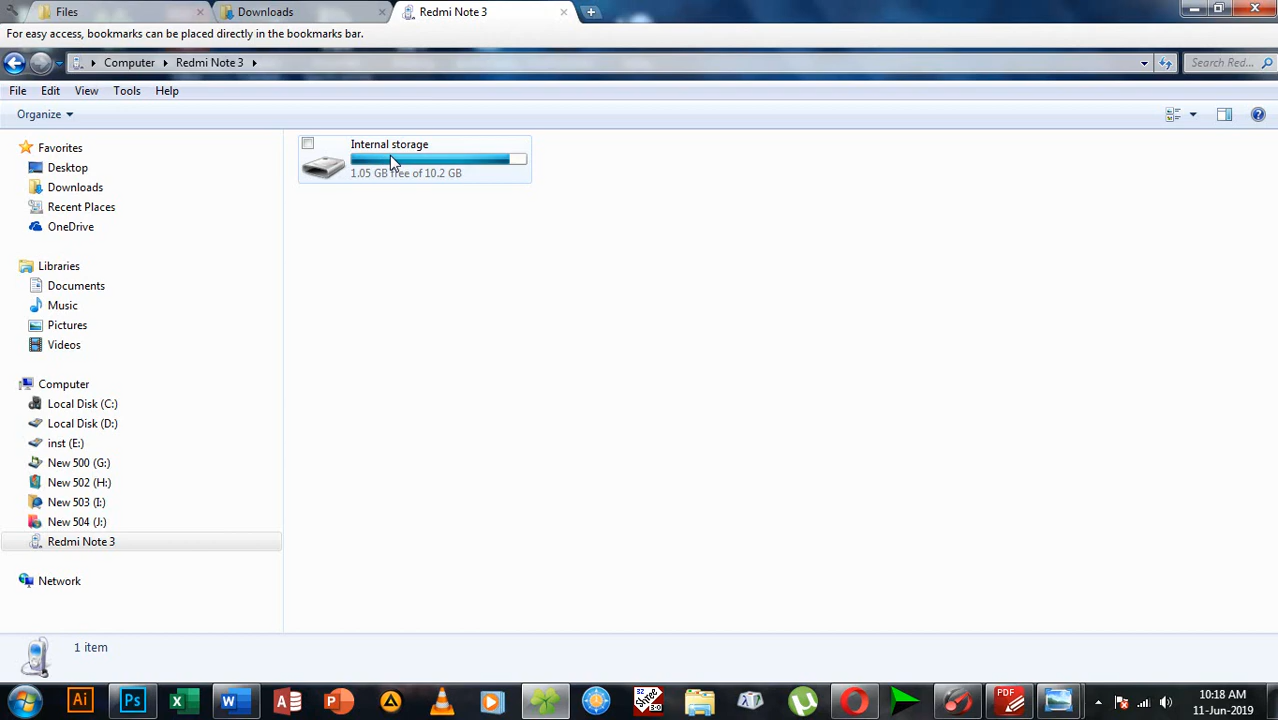 Files
Downloads
Redmi Note 3
For easy access, bookmarks can be placed directly in the bookmarks bar.
Computer
Redmi Note 3
Search Red...
File Edit View Tools Help
Organize
Favorites
Desktop
Downloads
Recent Places
OneDrive
Libraries
Documents
Music
Pictures
Videos
Computer
Local Disk (C:)
Local Disk (D:)
inst (E:)
New 500 (G:)
New 502 (H:)
New 503 (I:)
New 504 (J:)
Redmi Note 3
Network
Internal storage
1.05 GB free of 10.2 GB
1 item
Ai
Ps
X
W
A
P
PDF
10:18 AM
11-Jun-2019